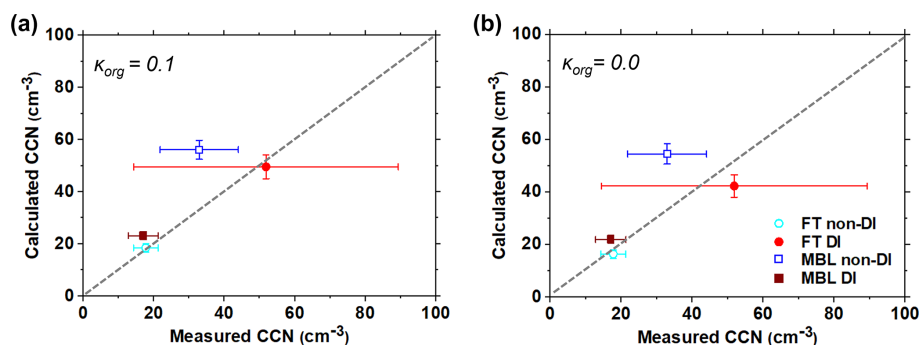 (a)
κorg = 0.1
Calculated CCN (cm⁻³)
100
80
60
40
20
0
0 20 40 60 80 100
Measured CCN (cm⁻³)
(b)
κorg = 0.0
Calculated CCN (cm⁻³)
100
80
60
40
20
0
FT non-DI
FT DI
MBL non-DI
MBL DI
0 20 40 60 80 100
Measured CCN (cm⁻³)